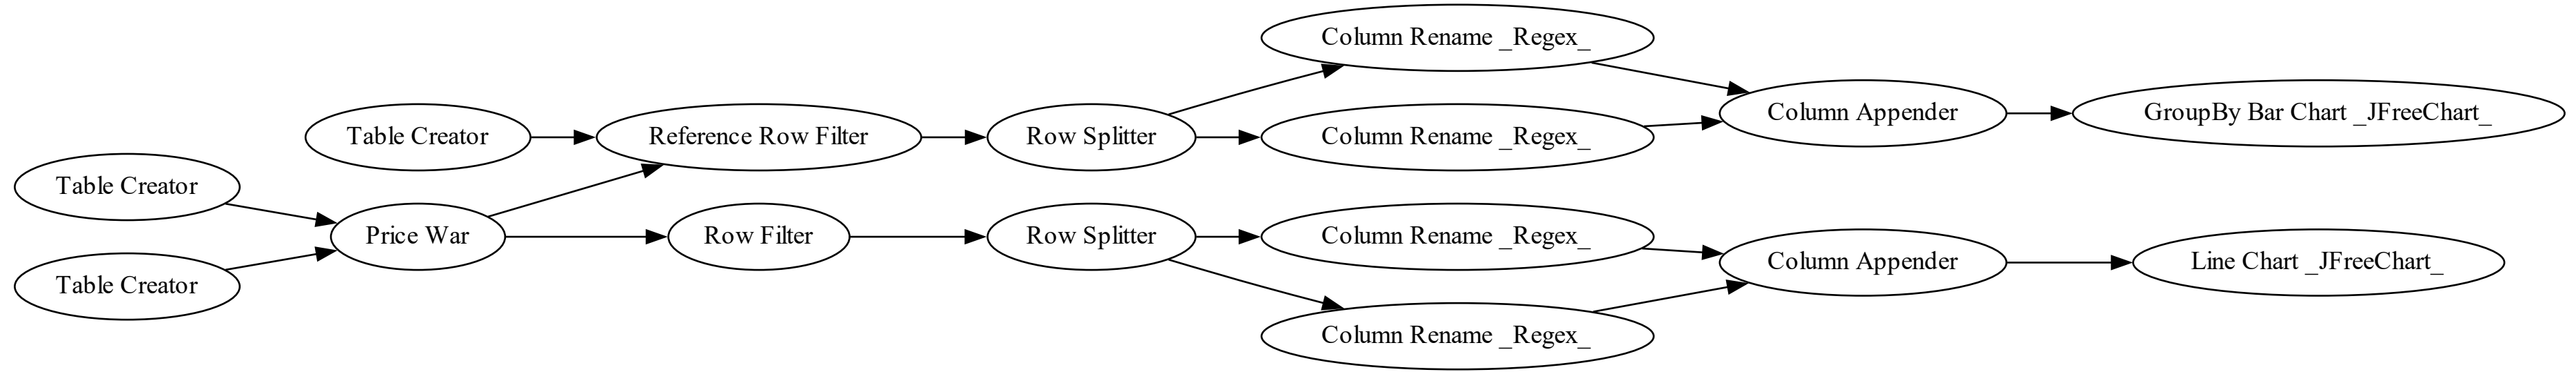 Column Rename _Regex_
Table Creator
Reference Row Filter
Row Splitter
Column Rename _Regex_
Column Appender
GroupBy Bar Chart _JFreeChart_
Table Creator
Table Creator
Price War
Row Filter
Row Splitter
Column Rename _Regex_
Column Rename _Regex_
Column Appender
Line Chart _JFreeChart_